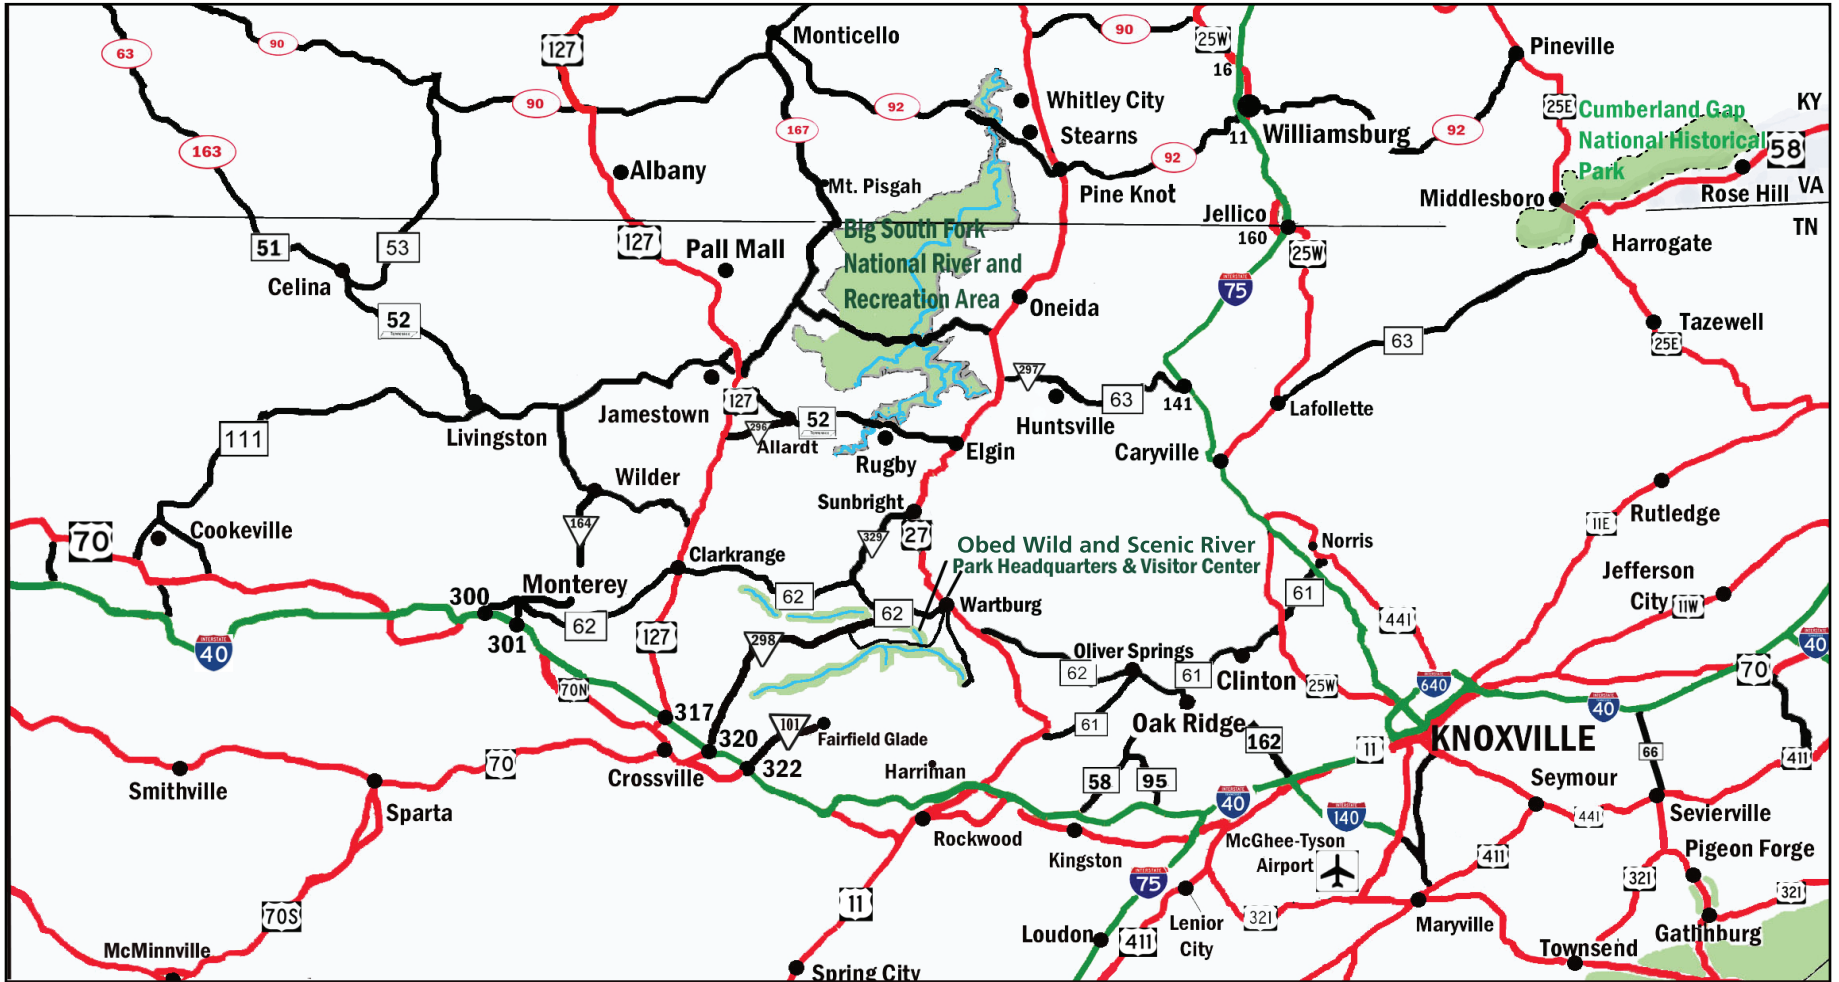 63
90
127
Monticello
90
25W
16
Pineville
90
92
Whitley City
Stearns
11
Williamsburg
92
25E
Cumberland Gap
National Historical
Park
KY
58
163
167
92
Albany
Mt. Pisgah
Pine Knot
Middlesboro
Rose Hill
VA
TN
51
53
127
Pall Mall
Big South Fork
National River and
Recreation Area
Jellico
160
25W
Harrogate
Celina
75
Oneida
52
63
Tazewell
25E
Jamestown
127
297
Huntsville
63
141
Lafollette
111
Livingston
296
Allardt
52
Rugby
Elgin
Caryville
Wilder
Sunbright
Rutledge
11E
70
Cookeville
164
Clarkrange
329
27
Obed Wild and Scenic River
Park Headquarters & Visitor Center
Norris
Jefferson
City
11W
300
Monterey
62
301
62
62
Wartburg
61
441
40
127
298
Oliver Springs
62
61
Clinton
25W
640
70
40
40
70N
317
101
Fairfield Glade
61
Oak Ridge
162
11
KNOXVILLE
66
411
320
322
70
Smithville
Crossville
Harriman
58
95
Seymour
Sparta
Rockwood
40
140
441
Sevierville
Kingston
McGhee-Tyson
Airport
411
Pigeon Forge
321
321
75
11
70S
Lenior
City
321
Maryville
Gatlinburg
McMinnville
Loudon
411
Townsend
Spring City